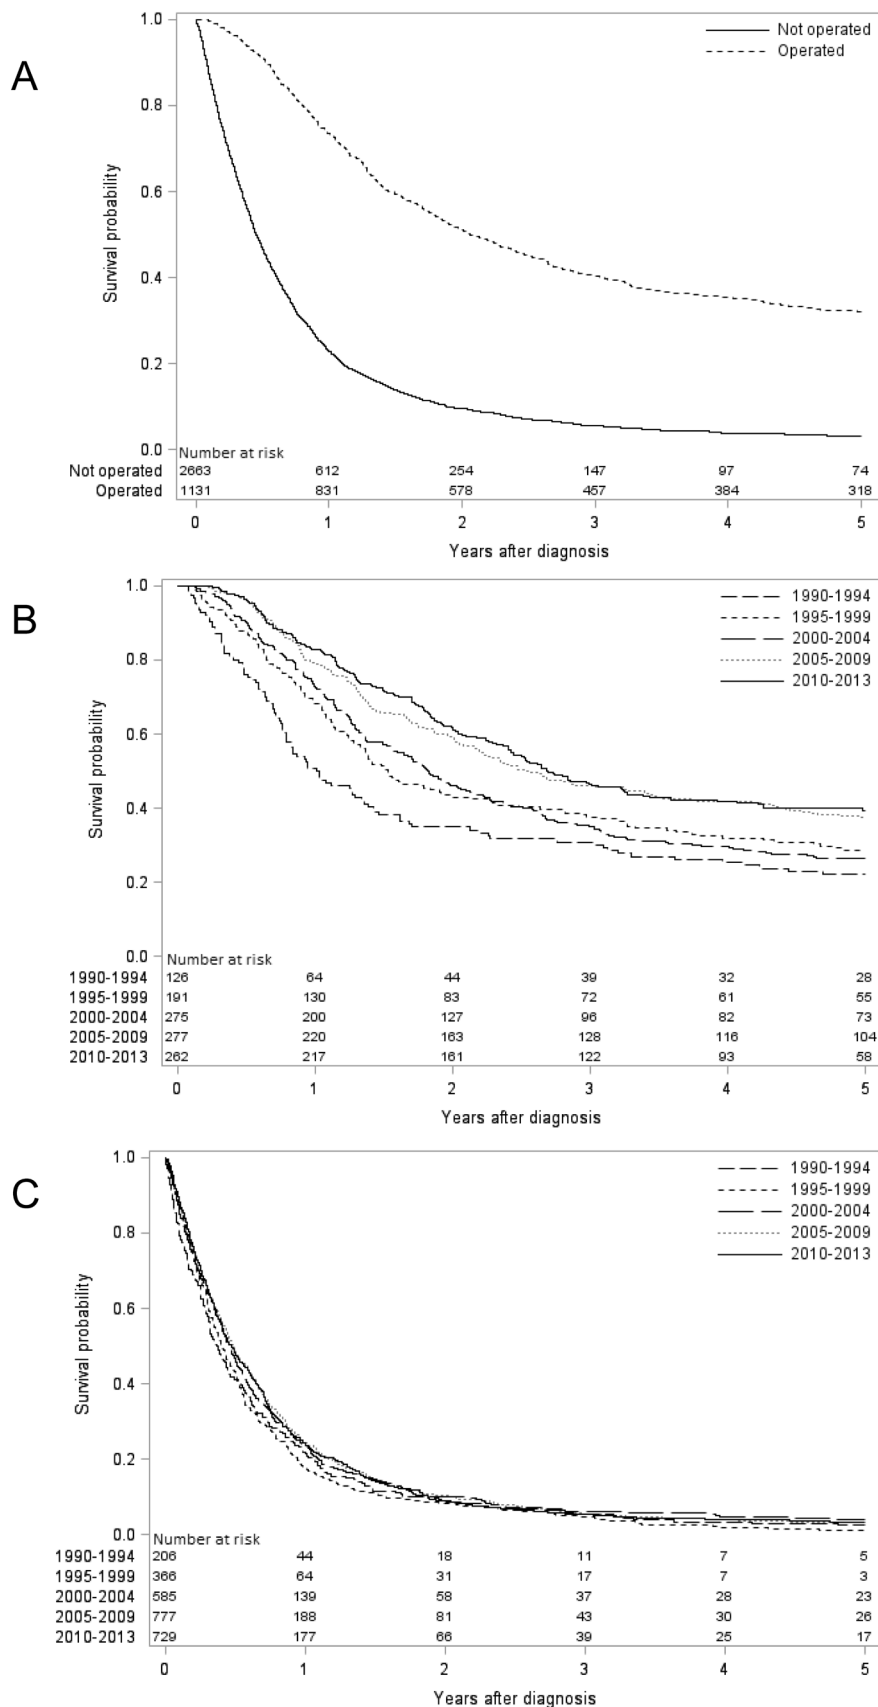 A
Not operated
Operated
Survival probability
1.0
0.8
0.6
0.4
0.2
0.0
Number at risk
Not operated 2663 612 254 147 97 74
Operated 1131 831 578 457 384 318
0 1 2 3 4 5
Years after diagnosis
B
1990-1994
1995-1999
2000-2004
2005-2009
2010-2013
Survival probability
1.0
0.8
0.6
0.4
0.2
0.0
Number at risk
1990-1994 126 64 44 39 32 28
1995-1999 191 130 83 72 61 55
2000-2004 275 200 127 96 82 73
2005-2009 277 220 163 128 116 104
2010-2013 262 217 161 122 93 58
0 1 2 3 4 5
Years after diagnosis
C
1990-1994
1995-1999
2000-2004
2005-2009
2010-2013
Survival probability
1.0
0.8
0.6
0.4
0.2
0.0
Number at risk
1990-1994 206 44 18 11 7 5
1995-1999 366 64 31 17 7 3
2000-2004 585 139 58 37 28 23
2005-2009 777 188 81 43 30 26
2010-2013 729 177 66 39 25 17
0 1 2 3 4 5
Years after diagnosis